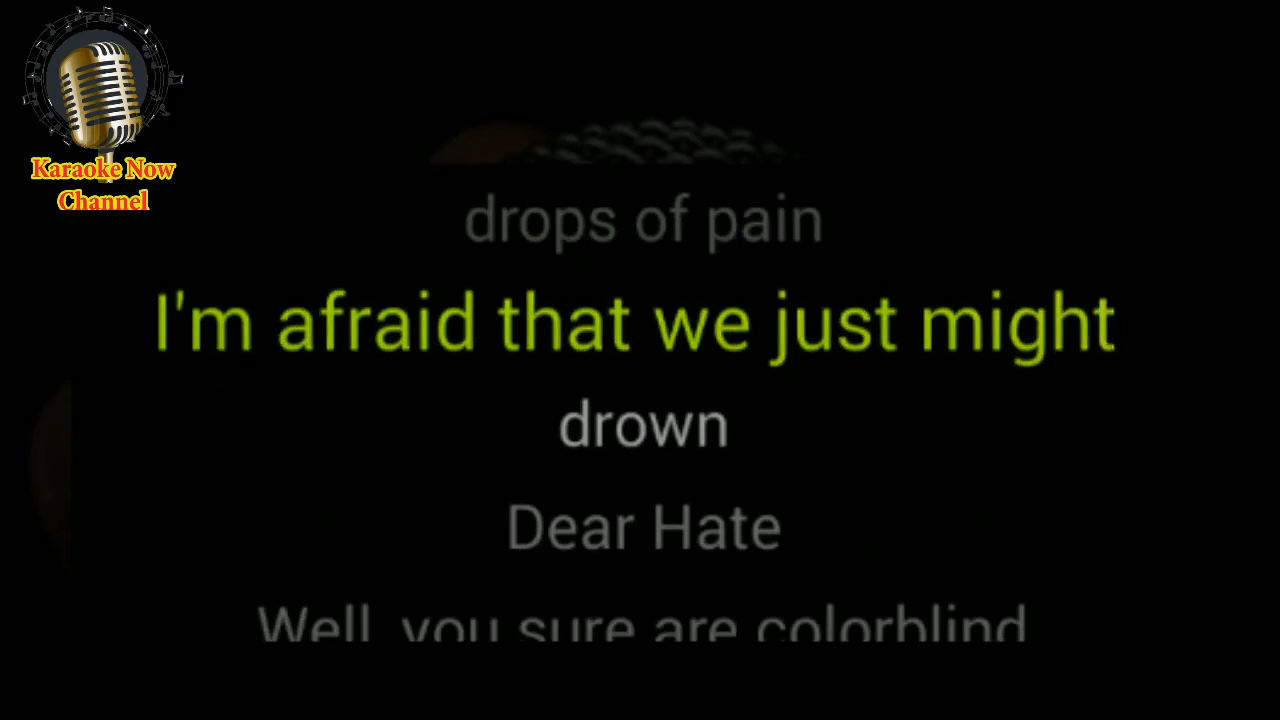 Karaoke Now
Channel
drops of pain
I'm afraid that we just might
drown
Dear Hate
Well, you sure are colorblind